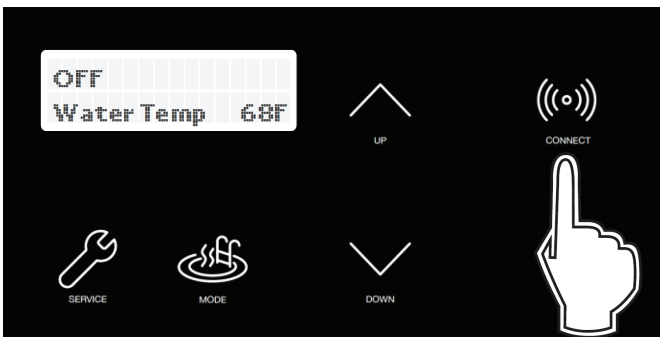 OFF
Water Temp 68F
UP
CONNECT
SERVICE
MODE
DOWN